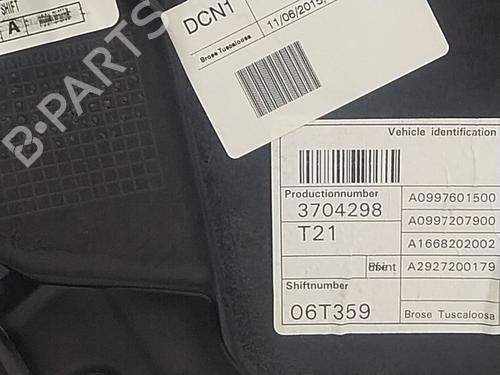 SHIFT
A
DCN1
11/06/2015,
Brose Tuscaloosa
B-PARTS
Vehicle identification
Productionnumber
3704298
T21
Shiftnumber
06T359
A0997601500
A0997207900
A1668202002
A2927200179
Brose Tuscaloosa